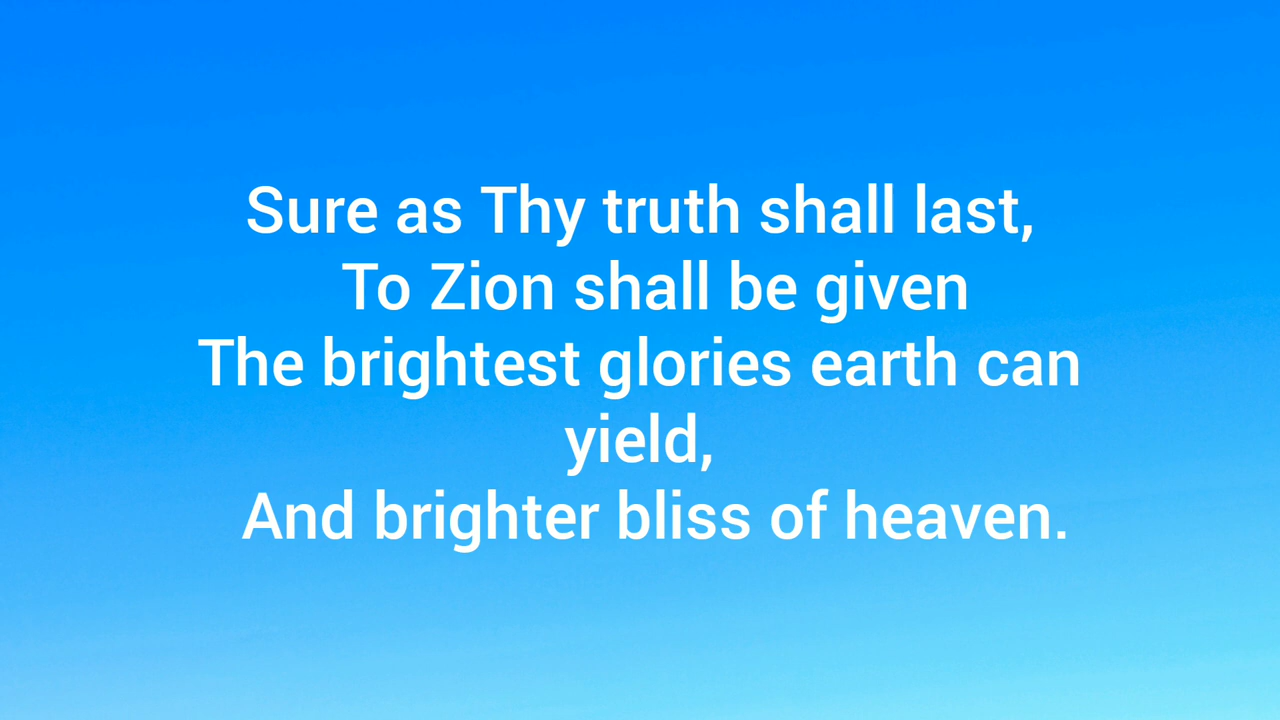 Sure as Thy truth shall last,
To Zion shall be given
The brightest glories earth can
yield,
And brighter bliss of heaven.